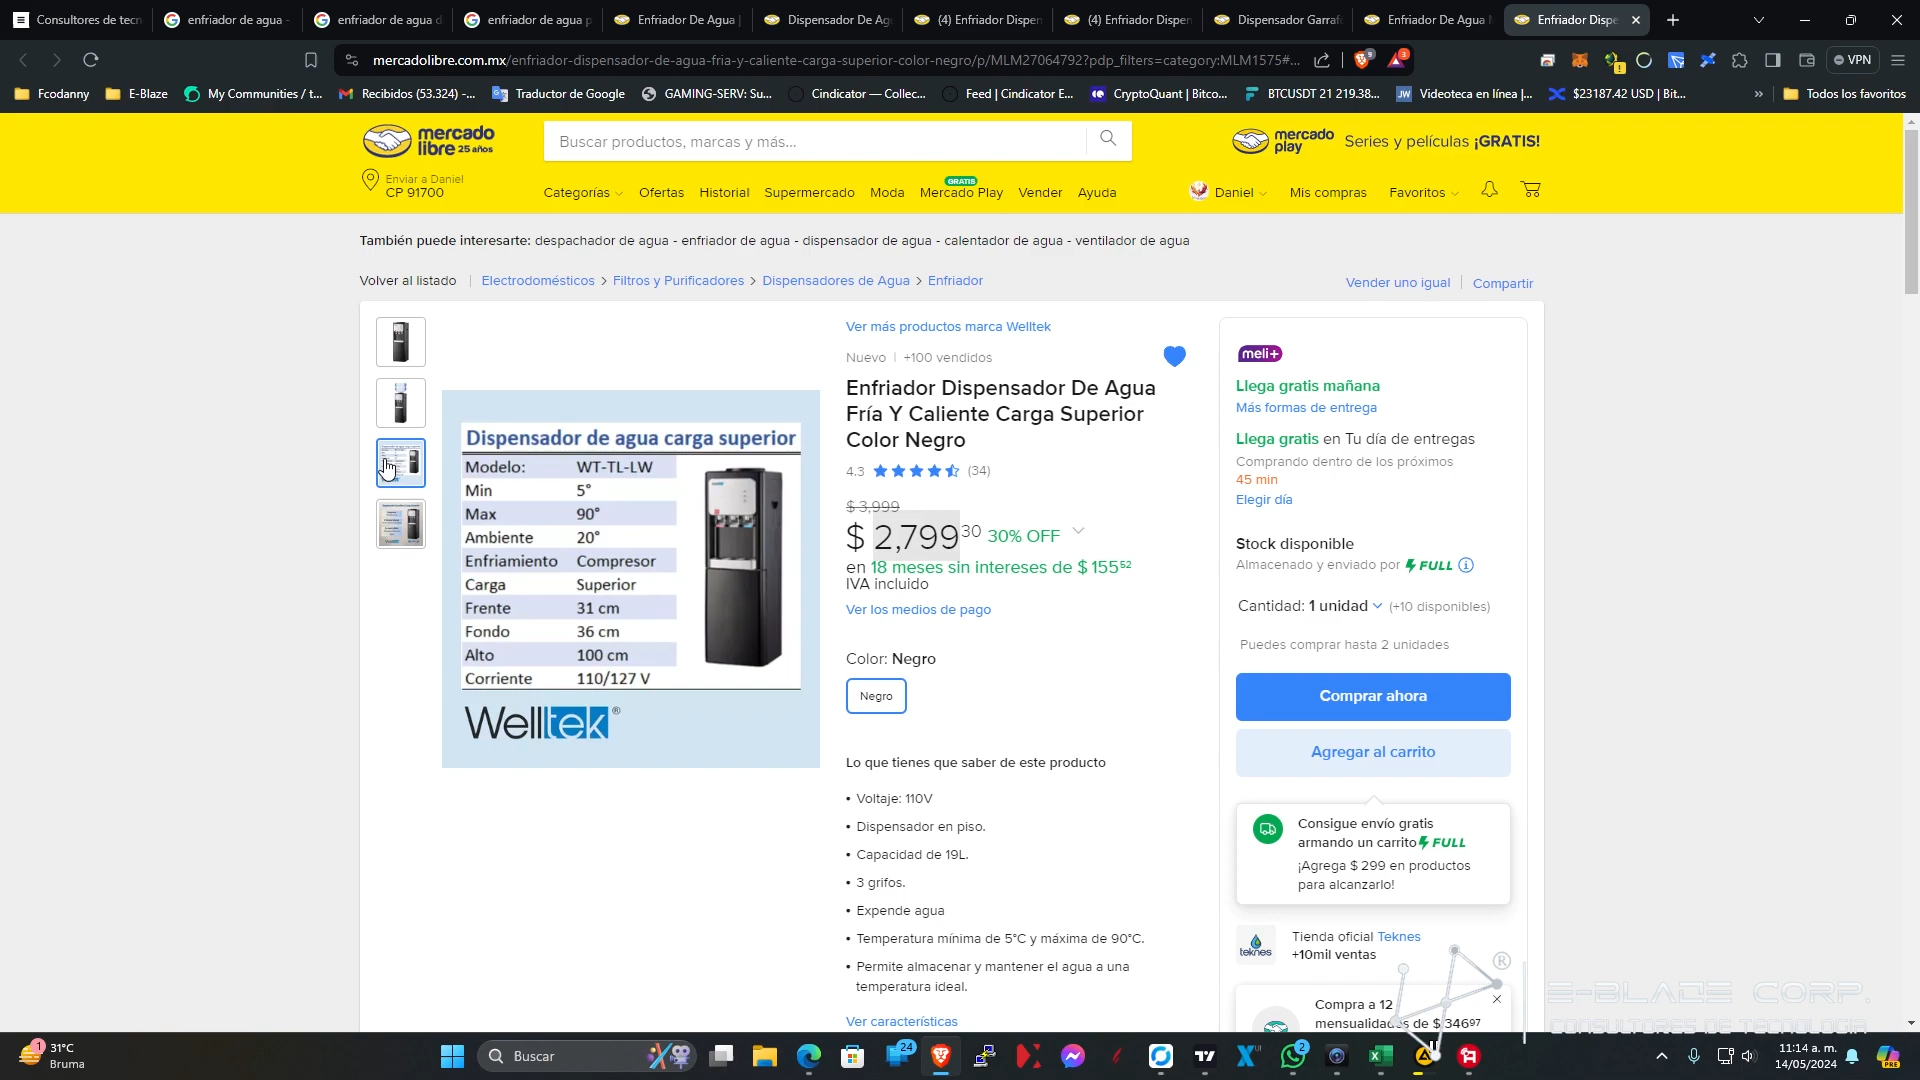 Consultores de tecn
enfriador de agua -
enfriador de agua d
enfriador de agua p
Enfriador De Agua |
Dispensador De Agu
(4) Enfriador Dispen
(4) Enfriador Dispen
Dispensador Garrafo
Enfriador De Agua M
Enfriador Dispe
mercadolibre.com.mx/enfriador-dispensador-de-agua-fria-y-caliente-carga-superior-color-negro/p/MLM27064792?pdp_filters=category:MLM1575#...
9
3
VPN
Fcodanny
E-Blaze
My Communities / t...
Recibidos (53.324) -...
Traductor de Google
GAMING-SERV: Su...
Cindicator — Collec...
Feed | Cindicator E...
CryptoQuant | Bitco...
BTCUSDT 21 219.38...
JW
Videoteca en línea |...
$23187.42 USD | Bit...
»
Todos los favoritos
mercado
libre 25 años
Buscar productos, marcas y más...
mercado
play
Series y películas ¡GRATIS!
Enviar a Daniel
CP 91700
Categorías
Ofertas
Historial
Supermercado
Moda
GRATIS
Mercado Play
Vender
Ayuda
Daniel
Mis compras
Favoritos
También puede interesarte: despachador de agua - enfriador de agua - dispensador de agua - calentador de agua - ventilador de agua
Volver al listado | Electrodomésticos > Filtros y Purificadores > Dispensadores de Agua > Enfriador
Vender uno igual | Compartir
Dispensador de agua carga superior
Modelo: WT-TL-LW
Min 5°
Max 90°
Ambiente 20°
Enfriamiento Compresor
Carga Superior
Frente 31 cm
Fondo 36 cm
Alto 100 cm
Corriente 110/127 V
Welltek®
Ver más productos marca Welltek
Nuevo | +100 vendidos
Enfriador Dispensador De Agua
Fría Y Caliente Carga Superior
Color Negro
4.3 (34)
$ 3,999
$ 2,799 30 30% OFF
en 18 meses sin intereses de $ 155 52
IVA incluido
Ver los medios de pago
Color: Negro
Negro
Lo que tienes que saber de este producto
• Voltaje: 110V
• Dispensador en piso.
• Capacidad de 19L.
• 3 grifos.
• Expende agua
• Temperatura mínima de 5°C y máxima de 90°C.
• Permite almacenar y mantener el agua a una
temperatura ideal.
Ver características
meli+
Llega gratis mañana
Más formas de entrega
Llega gratis en Tu día de entregas
Comprando dentro de los próximos
45 min
Elegir día
Stock disponible
Almacenado y enviado por FULL
Cantidad: 1 unidad (+10 disponibles)
Puedes comprar hasta 2 unidades
Comprar ahora
Agregar al carrito
Consigue envío gratis
armando un carrito FULL
¡Agrega $ 299 en productos
para alcanzarlo!
teknes
Tienda oficial Teknes
+10mil ventas
Compra a 12
mensualidades de $ 346 97
®
E-BLAZE CORP.
CONSULTORES DE TECNOLOGIA
1
31°C
Bruma
Buscar
24
2
11:14 a. m.
14/05/2024
PRE